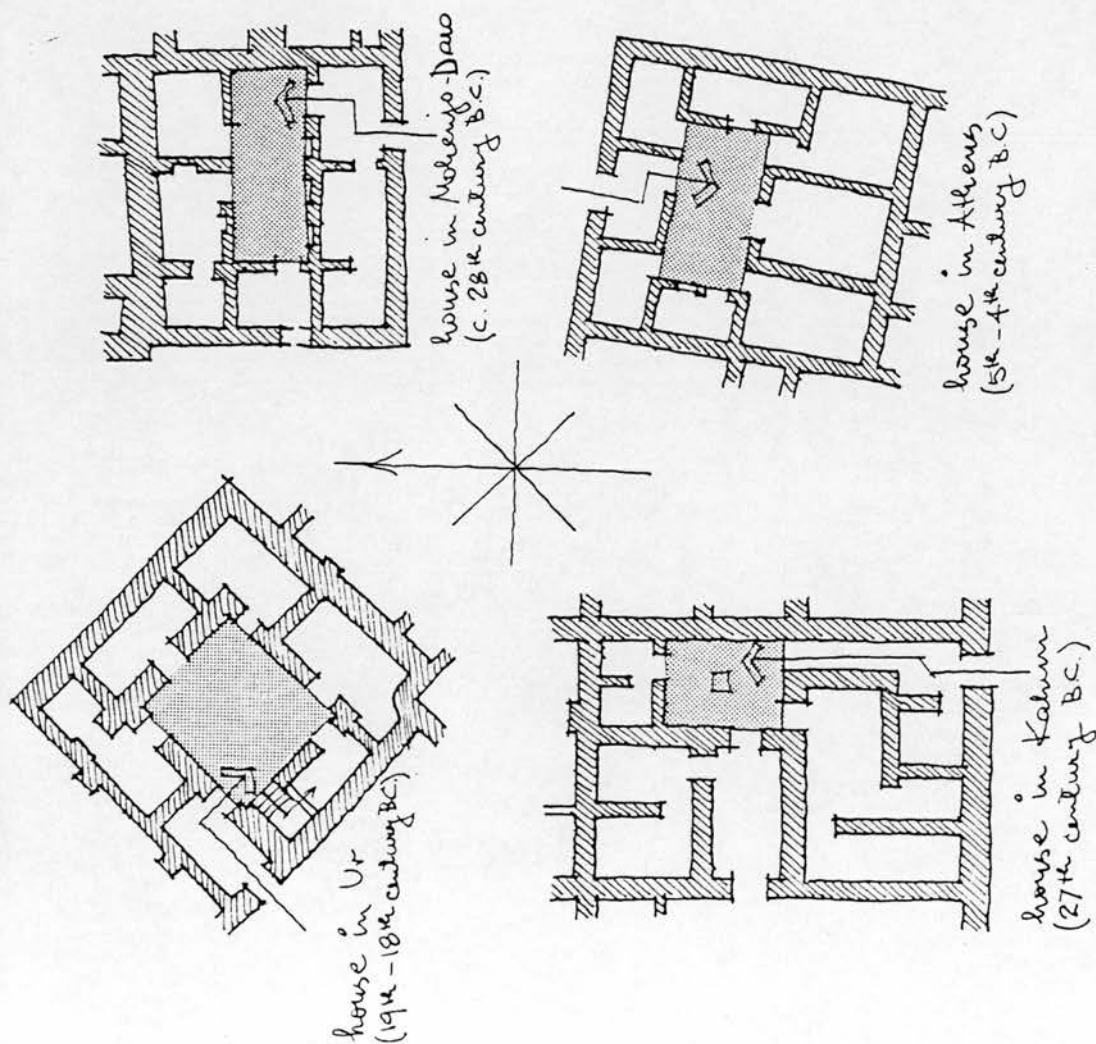 house in Ur
(19th-18th century B.C.)
house in Mohenjo-Daro
(c. 28th century B.C.)
house in Kahun
(27th century B.C.)
house in Athens
(5th-4th century B.C)